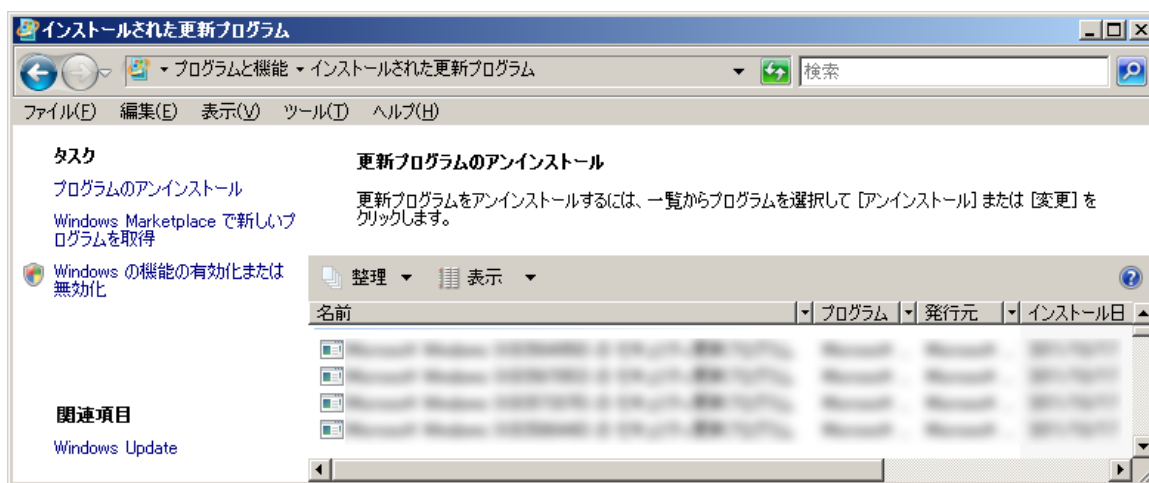 インストールされた更新プログラム
プログラムと機能 インストールされた更新プログラム 検索
ファイル(F) 編集(E) 表示(V) ツール(T) ヘルプ(H)
タスク
プログラムのアンインストール
Windows Marketplace で新しいプ
ログラムを取得
Windows の機能の有効化または
無効化
関連項目
Windows Update
更新プログラムのアンインストール
更新プログラムをアンインストールするには、一覧からプログラムを選択して [アンインストール] または [変更] を
クリックします。
整理 表示
名前 プログラム 発行元 インストール日